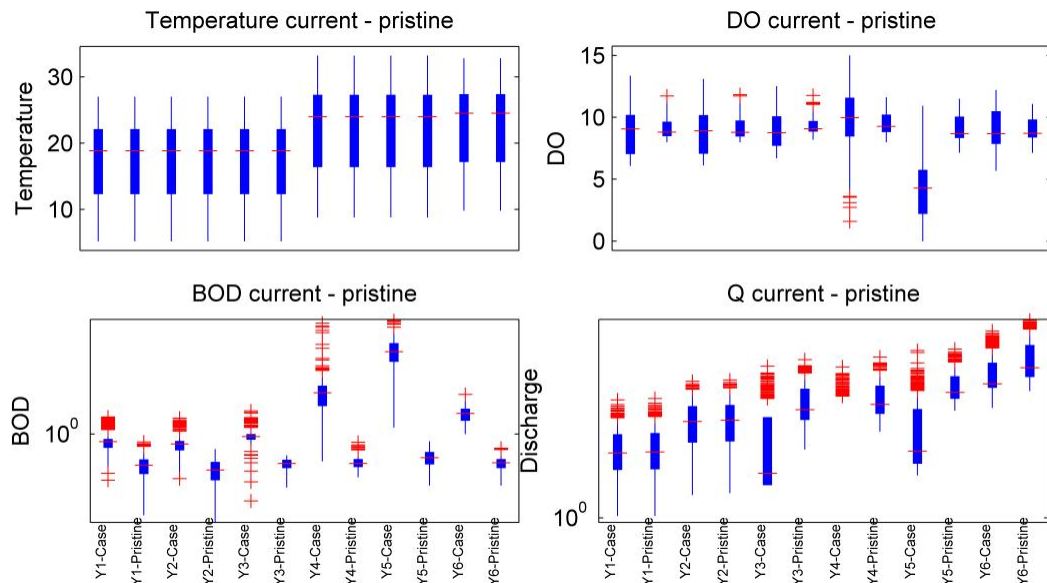 Temperature current - pristine
Temperature
30
20
10
DO current - pristine
DO
15
10
5
0
BOD current - pristine
BOD
10^0
Y1-Case
Y1-Pristine
Y2-Case
Y2-Pristine
Y3-Case
Y3-Pristine
Y4-Case
Y4-Pristine
Y5-Case
Y5-Pristine
Y6-Case
Y6-Pristine
Q current - pristine
Discharge
10^0
Y1-Case
Y1-Pristine
Y2-Case
Y2-Pristine
Y3-Case
Y3-Pristine
Y4-Case
Y4-Pristine
Y5-Case
Y5-Pristine
Y6-Case
Y6-Pristine